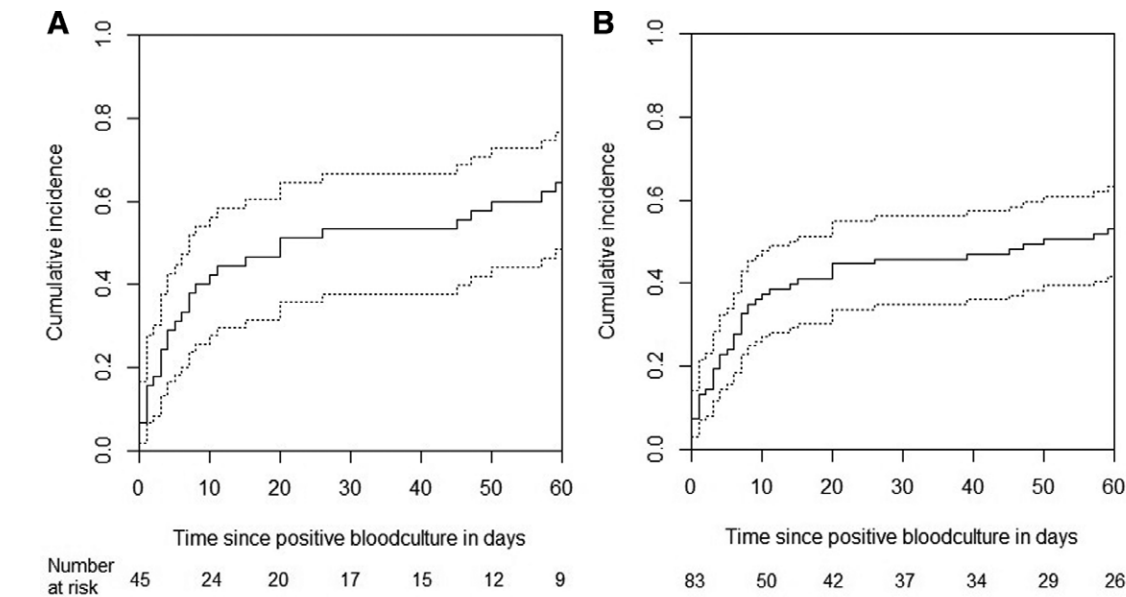 A
1.0
0.8
0.6
0.4
0.2
0.0
Cumulative incidence
0 10 20 30 40 50 60
Time since positive bloodculture in days
Number
at risk
45 24 20 17 15 12 9
B
1.0
0.8
0.6
0.4
0.2
0.0
Cumulative incidence
0 10 20 30 40 50 60
Time since positive bloodculture in days
83 50 42 37 34 29 26